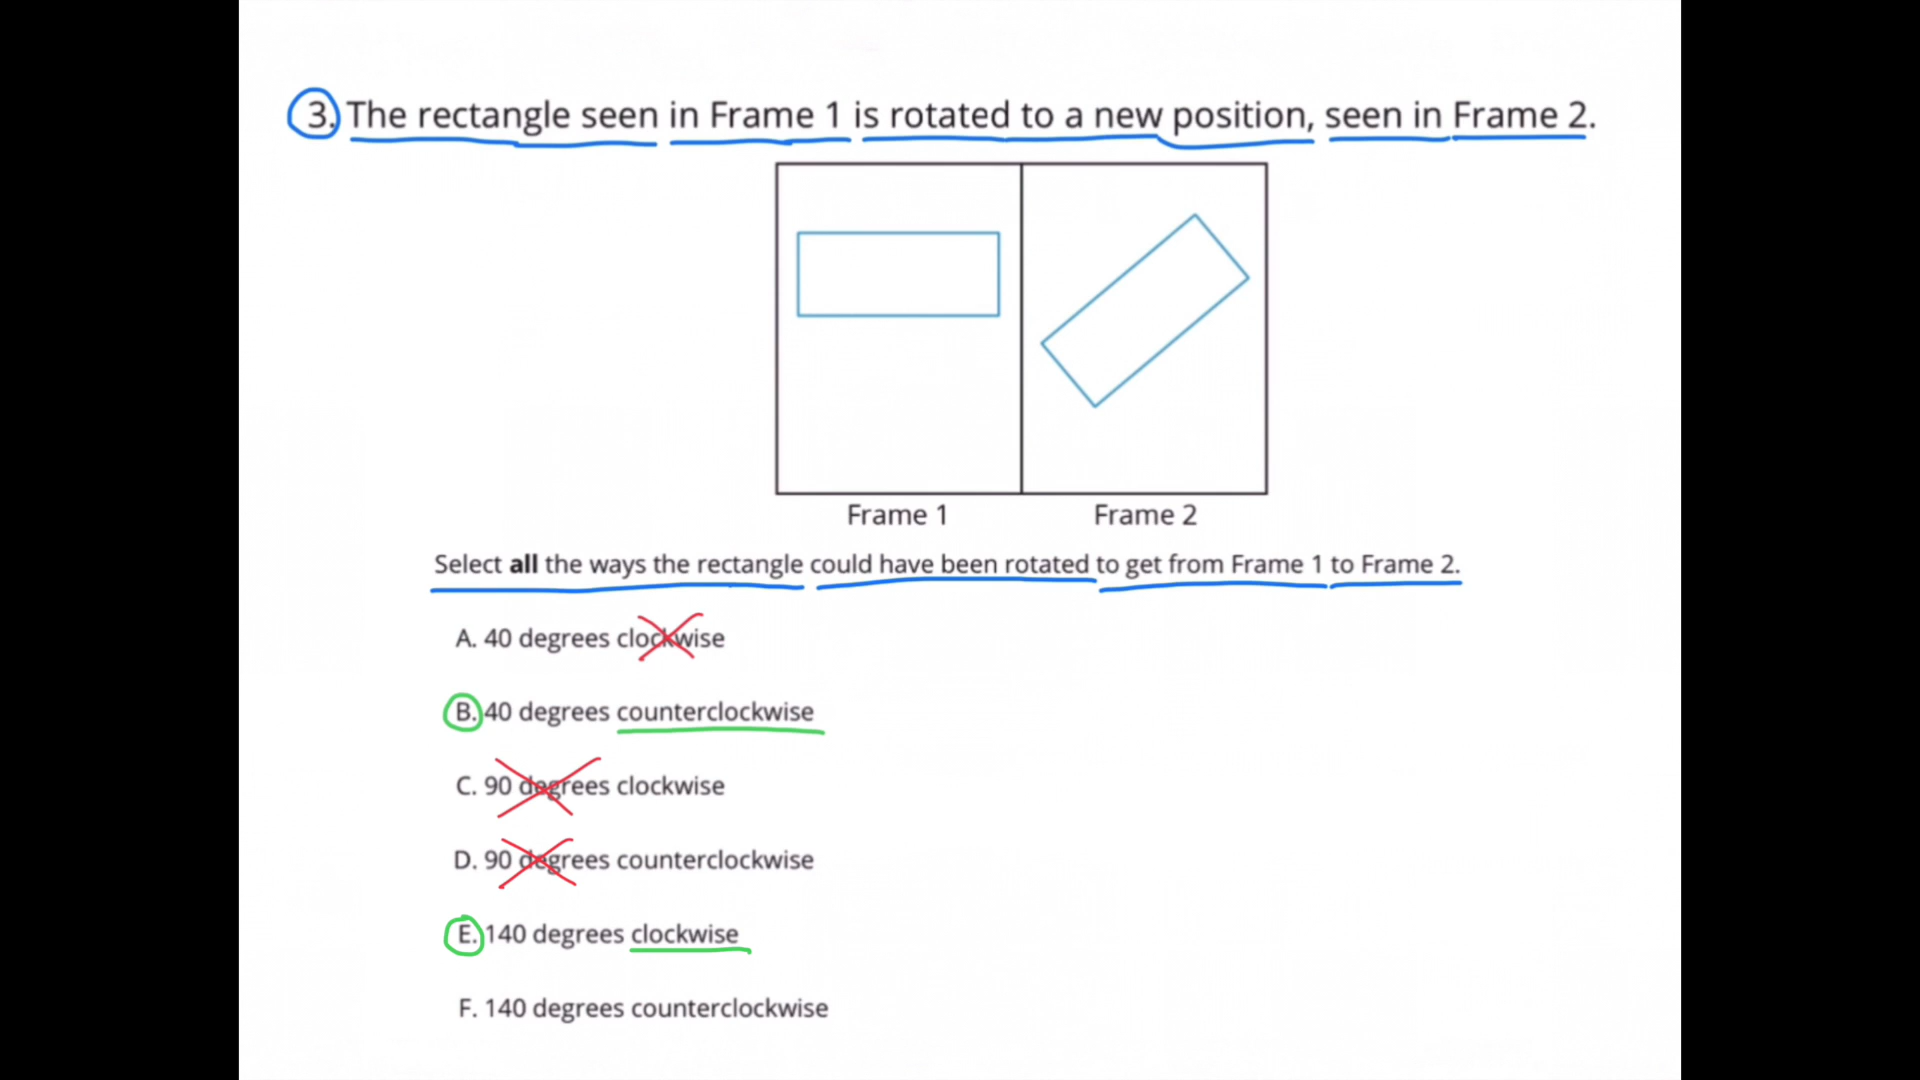 3. The rectangle seen in Frame 1 is rotated to a new position, seen in Frame 2.
Frame 1
Frame 2
Select all the ways the rectangle could have been rotated to get from Frame 1 to Frame 2.
A. 40 degrees clockwise
B. 40 degrees counterclockwise
C. 90 degrees clockwise
D. 90 degrees counterclockwise
E. 140 degrees clockwise
F. 140 degrees counterclockwise